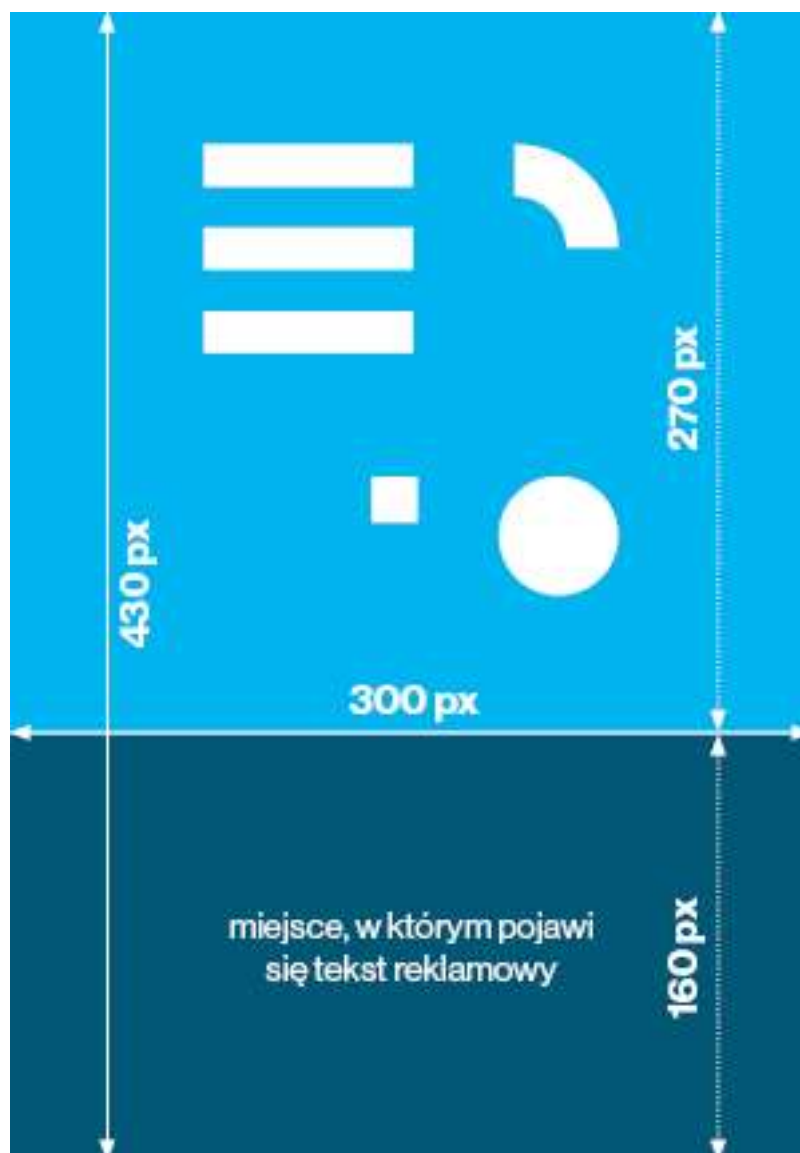 270 px
430 px
300 px
miejsce, w którym pojawi
się tekst reklamowy
160 px